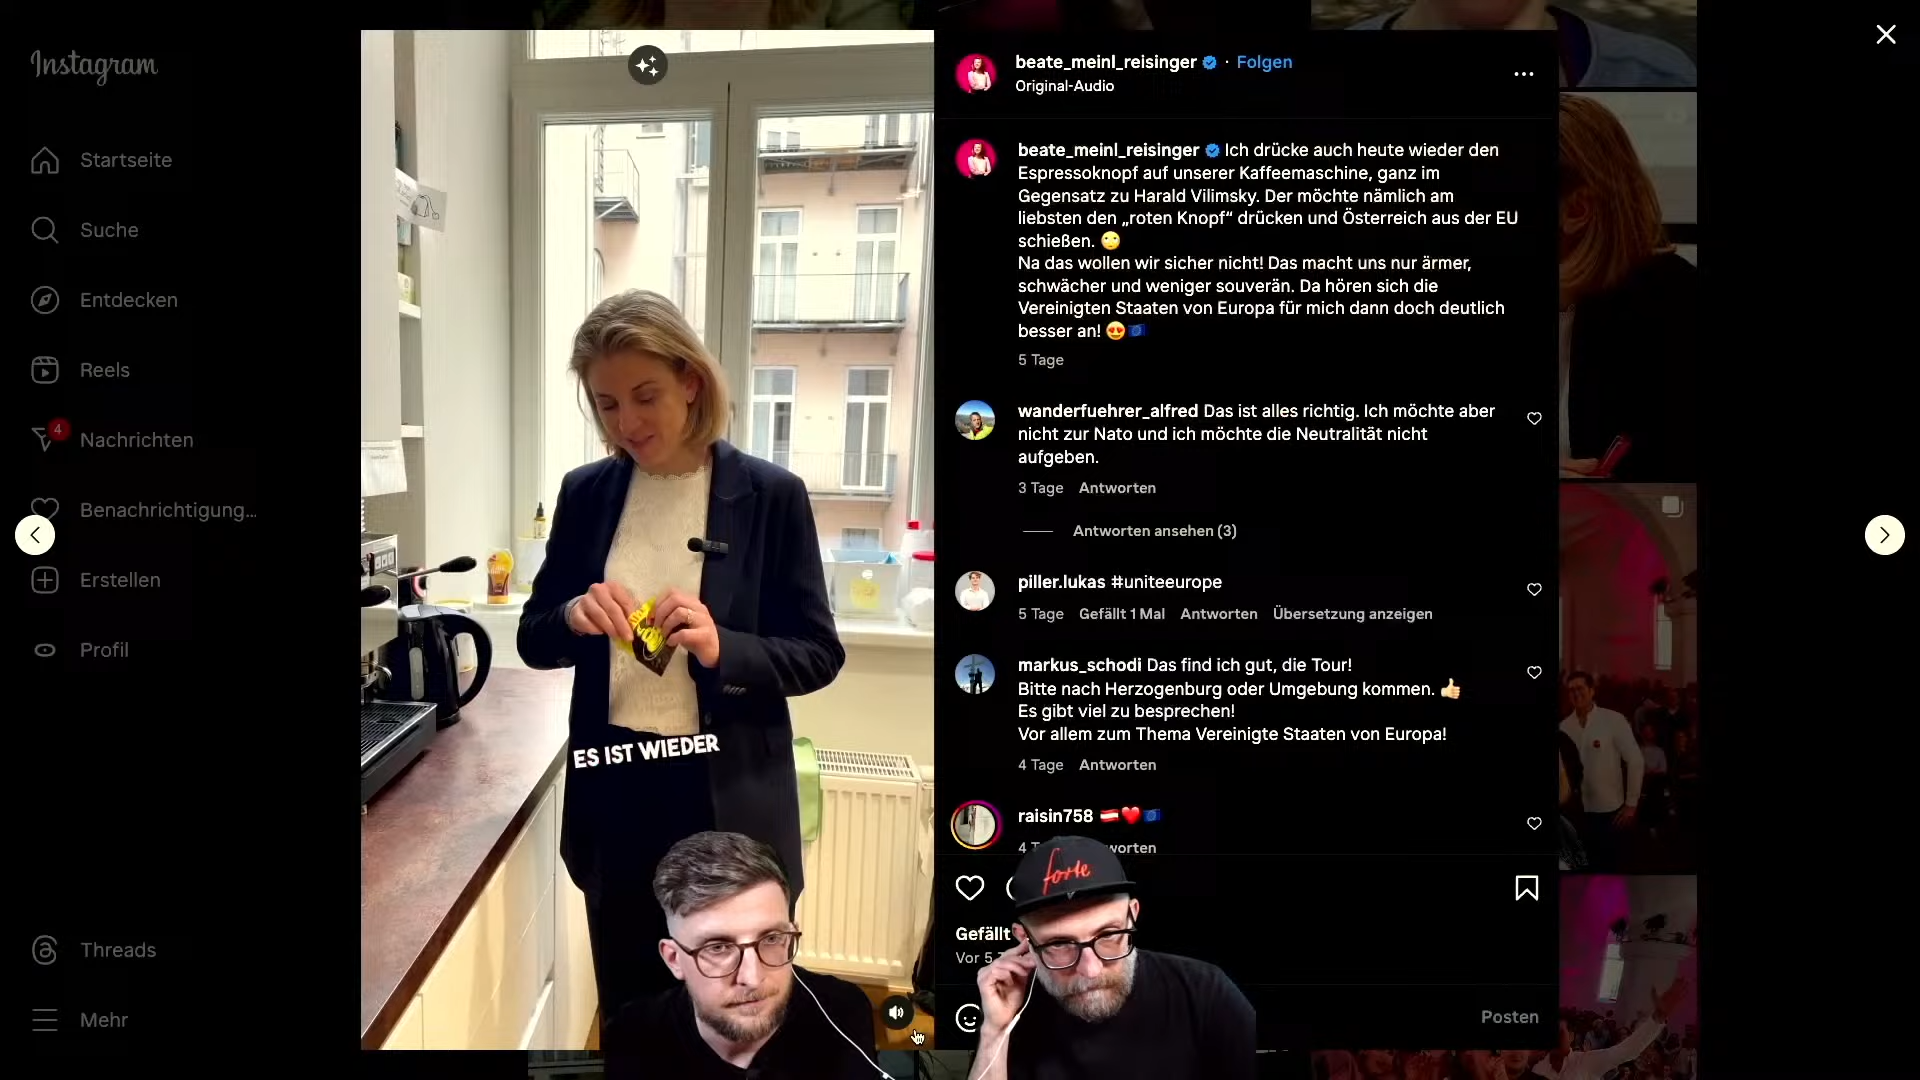 Instagram
Startseite
Suche
Entdecken
Reels
4
Nachrichten
Benachrichtigung...
Erstellen
Profil
Threads
Mehr
ES IST WIEDER
beate_meinl_reisinger · Folgen
Original-Audio
beate_meinl_reisinger Ich drücke auch heute wieder den
Espressoknopf auf unserer Kaffeemaschine, ganz im
Gegensatz zu Harald Vilimsky. Der möchte nämlich am
liebsten den „roten Knopf“ drücken und Österreich aus der EU
schießen. 🙄
Na das wollen wir sicher nicht! Das macht uns nur ärmer,
schwächer und weniger souverän. Da hören sich die
Vereinigten Staaten von Europa für mich dann doch deutlich
besser an! 😍🇪🇺
5 Tage
wanderfuehrer_alfred Das ist alles richtig. Ich möchte aber
nicht zur Nato und ich möchte die Neutralität nicht
aufgeben.
3 Tage Antworten
Antworten ansehen (3)
piller.lukas #uniteeurope
5 Tage Gefällt 1 Mal Antworten Übersetzung anzeigen
markus_schodi Das find ich gut, die Tour!
Bitte nach Herzogenburg oder Umgebung kommen. 👍🏻
Es gibt viel zu besprechen!
Vor allem zum Thema Vereinigte Staaten von Europa!
4 Tage Antworten
raisin758 🇦🇹❤️🇪🇺
forte
Gefällt
Vor 5
Posten